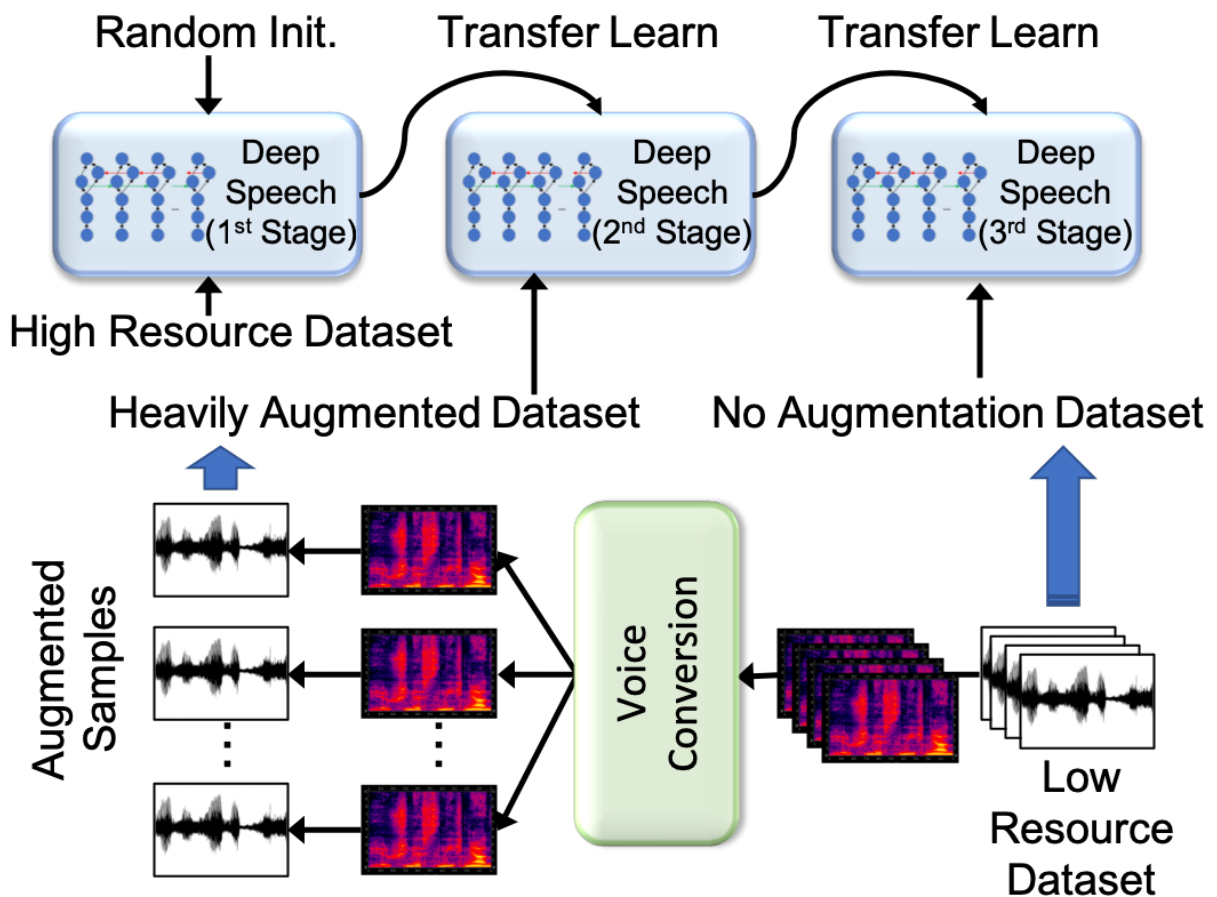 Random Init.
Transfer Learn
Transfer Learn
Deep
Speech
(1st Stage)
Deep
Speech
(2nd Stage)
Deep
Speech
(3rd Stage)
High Resource Dataset
Heavily Augmented Dataset
No Augmentation Dataset
Augmented
Samples
Voice
Conversion
Low
Resource
Dataset